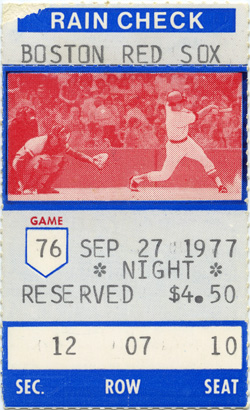 RAIN CHECK
BOSTON RED SOX
GAME
76 SEP 27 1977
* NIGHT *
RESERVED $4.50
12 07 10
SEC. ROW SEAT